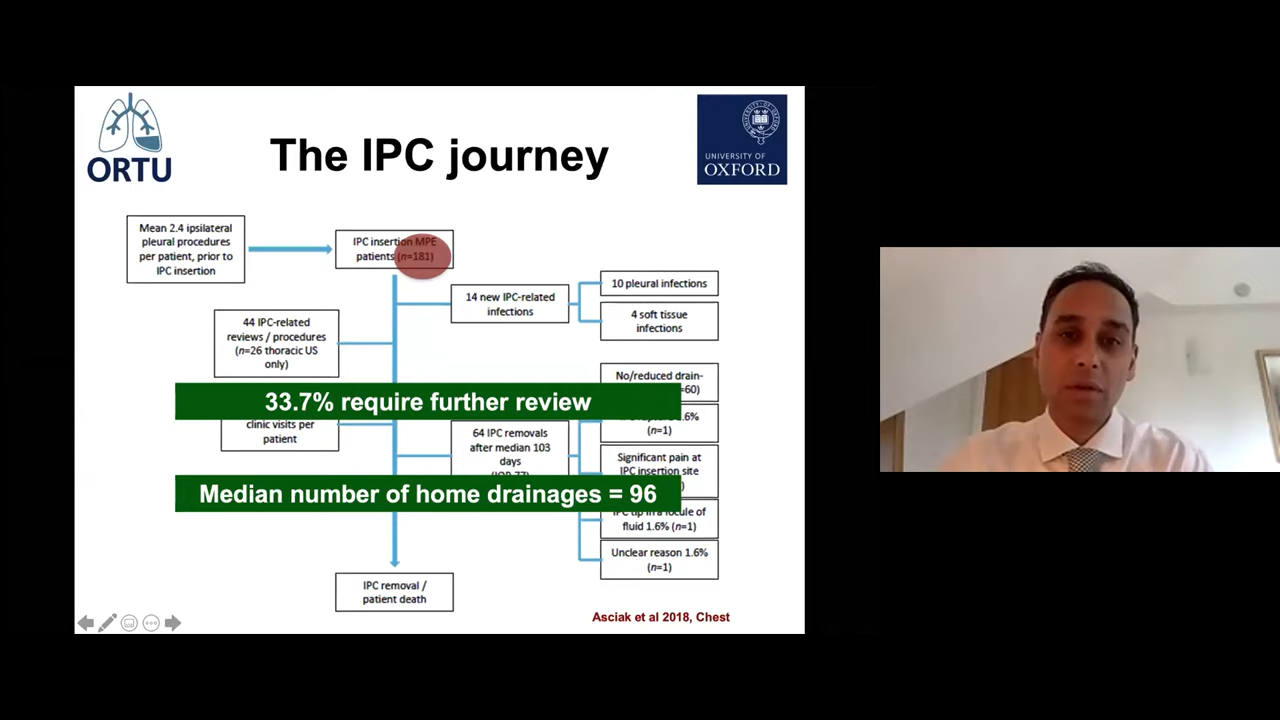 ORTU
The IPC journey
UNIVERSITY OF
OXFORD
Mean 2.4 ipsilateral
pleural procedures
per patient, prior to
IPC insertion
IPC insertion MPE
patients (n=181)
14 new IPC-related
infections
10 pleural infections
4 soft tissue
infections
44 IPC-related
reviews / procedures
(n=26 thoracic US
only)
No/reduced drain-
=60)
33.7% require further review
1.6%
(n=1)
clinic visits per
patient
64 IPC removals
after median 103
days
Significant pain at
IPC insertion site
Median number of home drainages = 96
fluid 1.6% (n=1)
Unclear reason 1.6%
(n=1)
IPC removal /
patient death
Asciak et al 2018, Chest